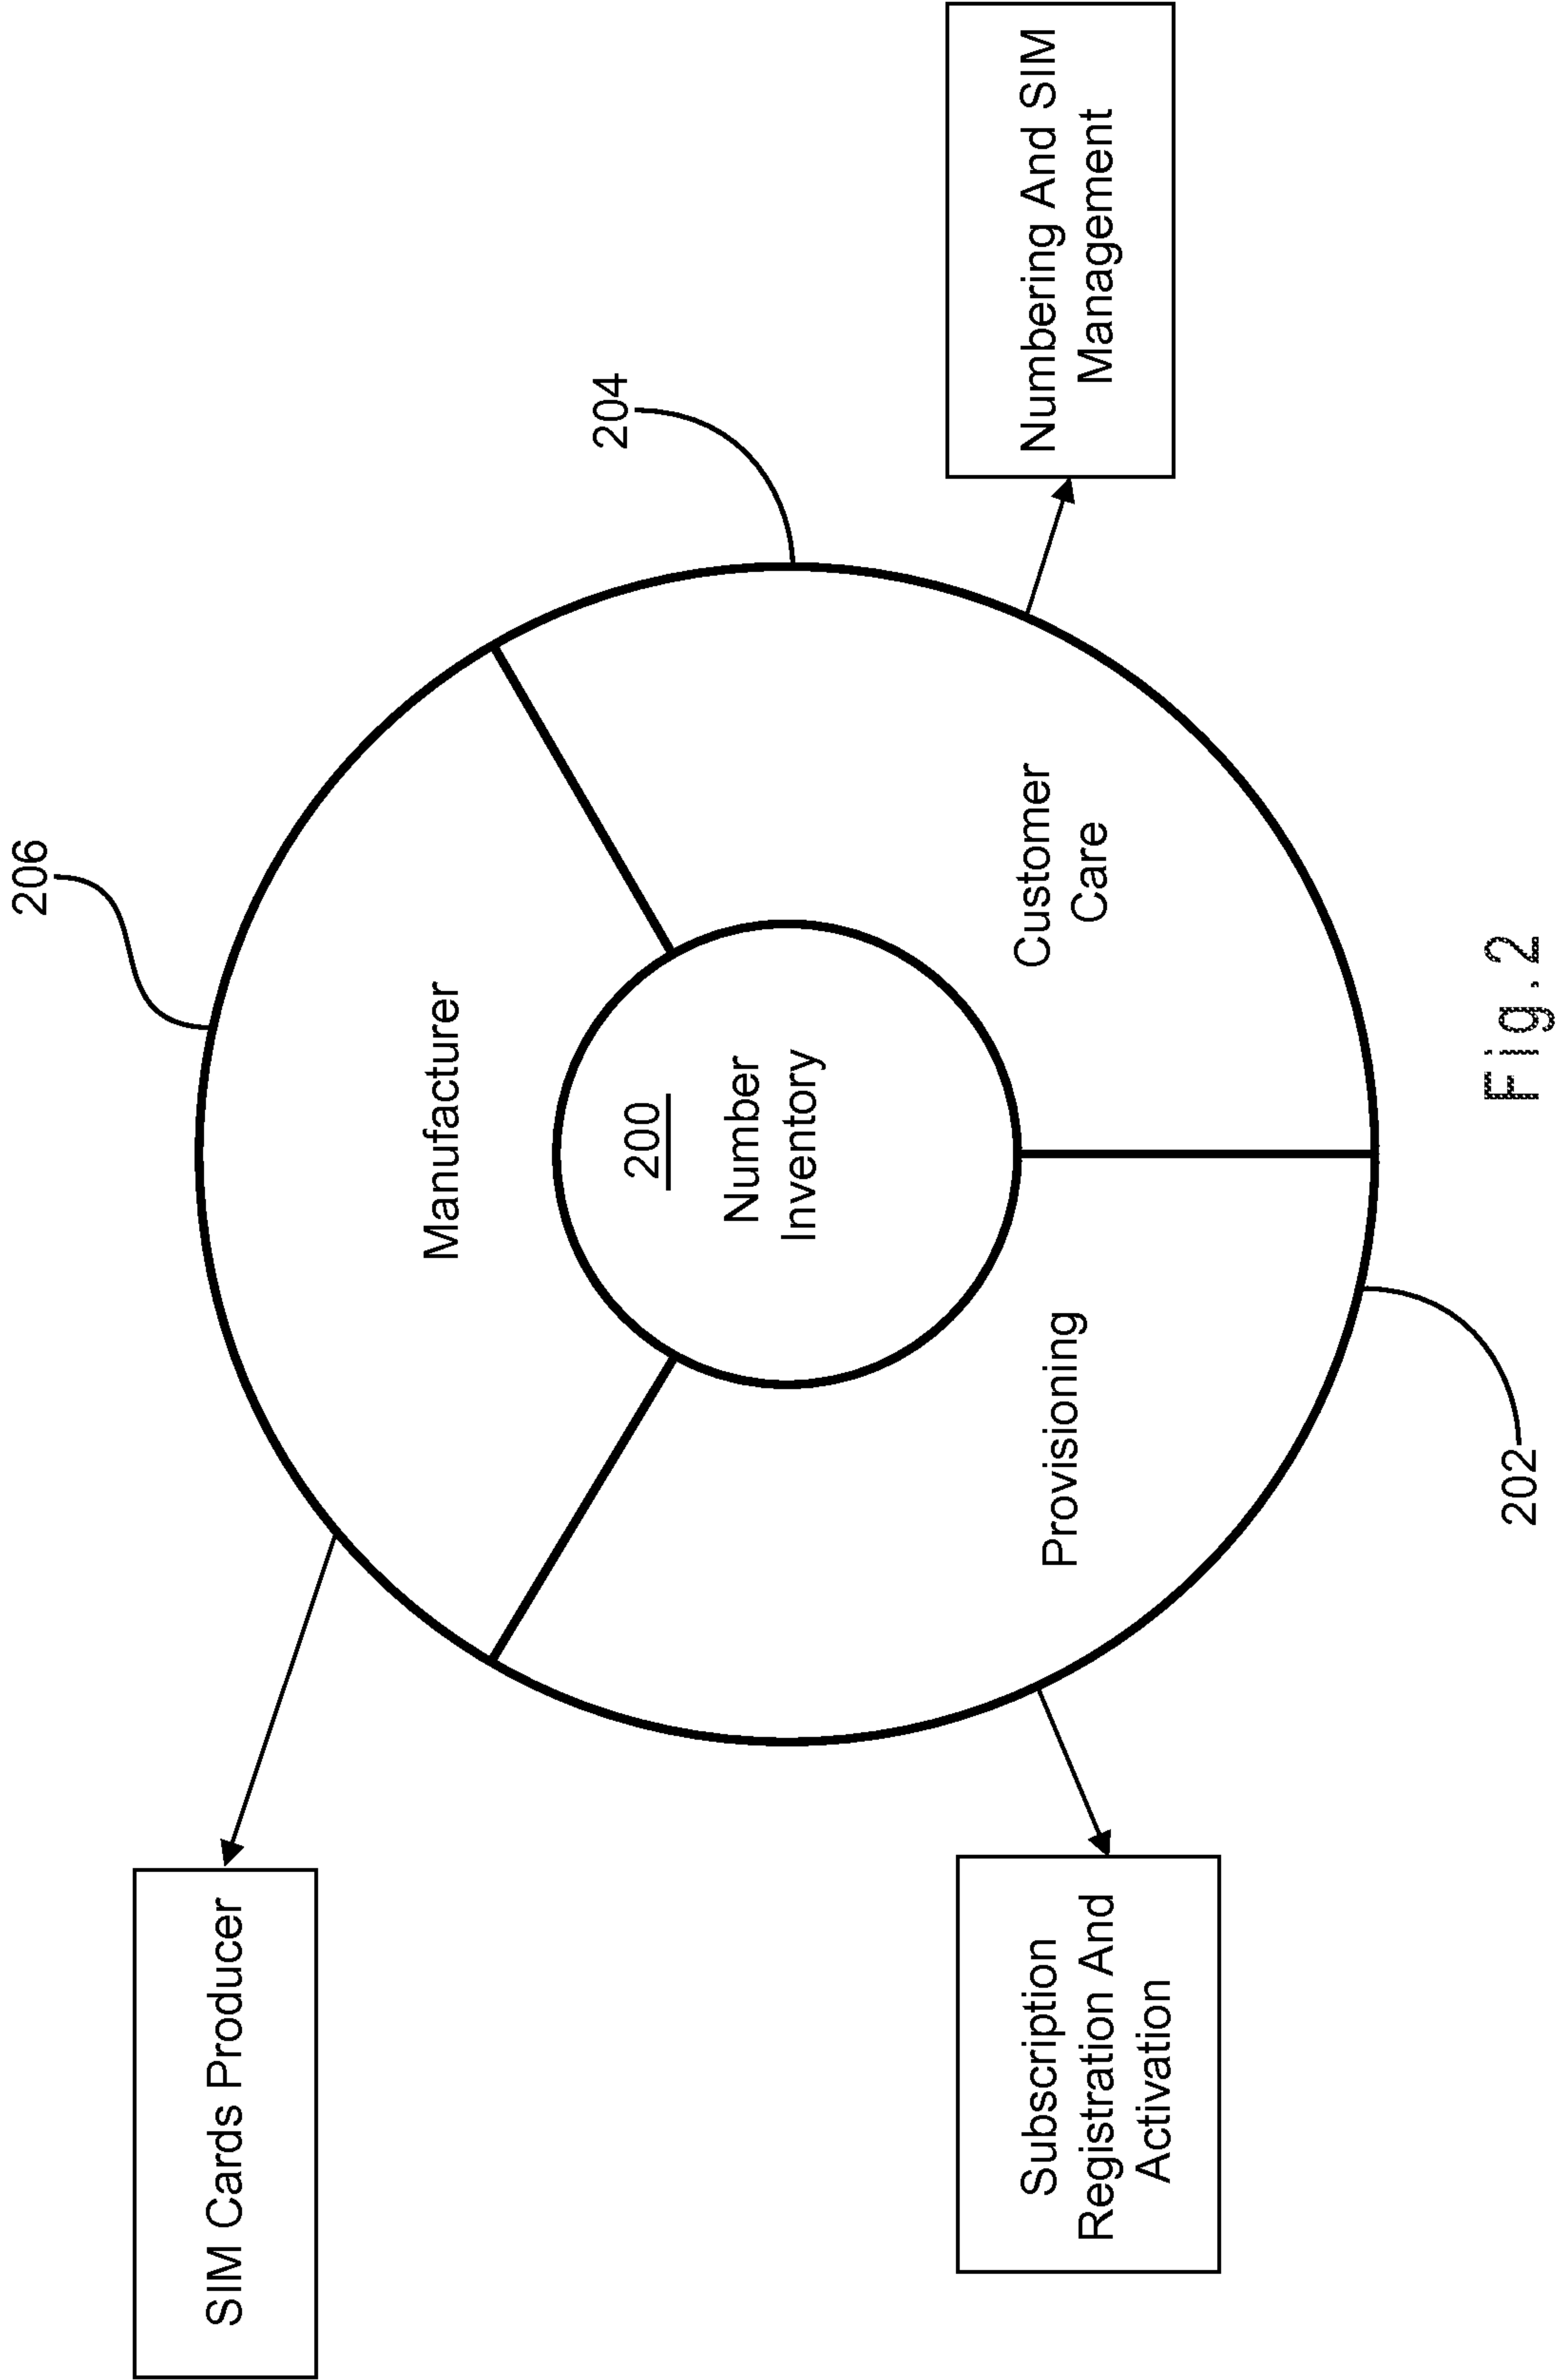 206
SIM Cards Producer
Manufacturer
204
200
Number
Inventory
Customer
Care
Provisioning
Numbering And SIM
Management
Subscription
Registration And
Activation
202
Fig.2